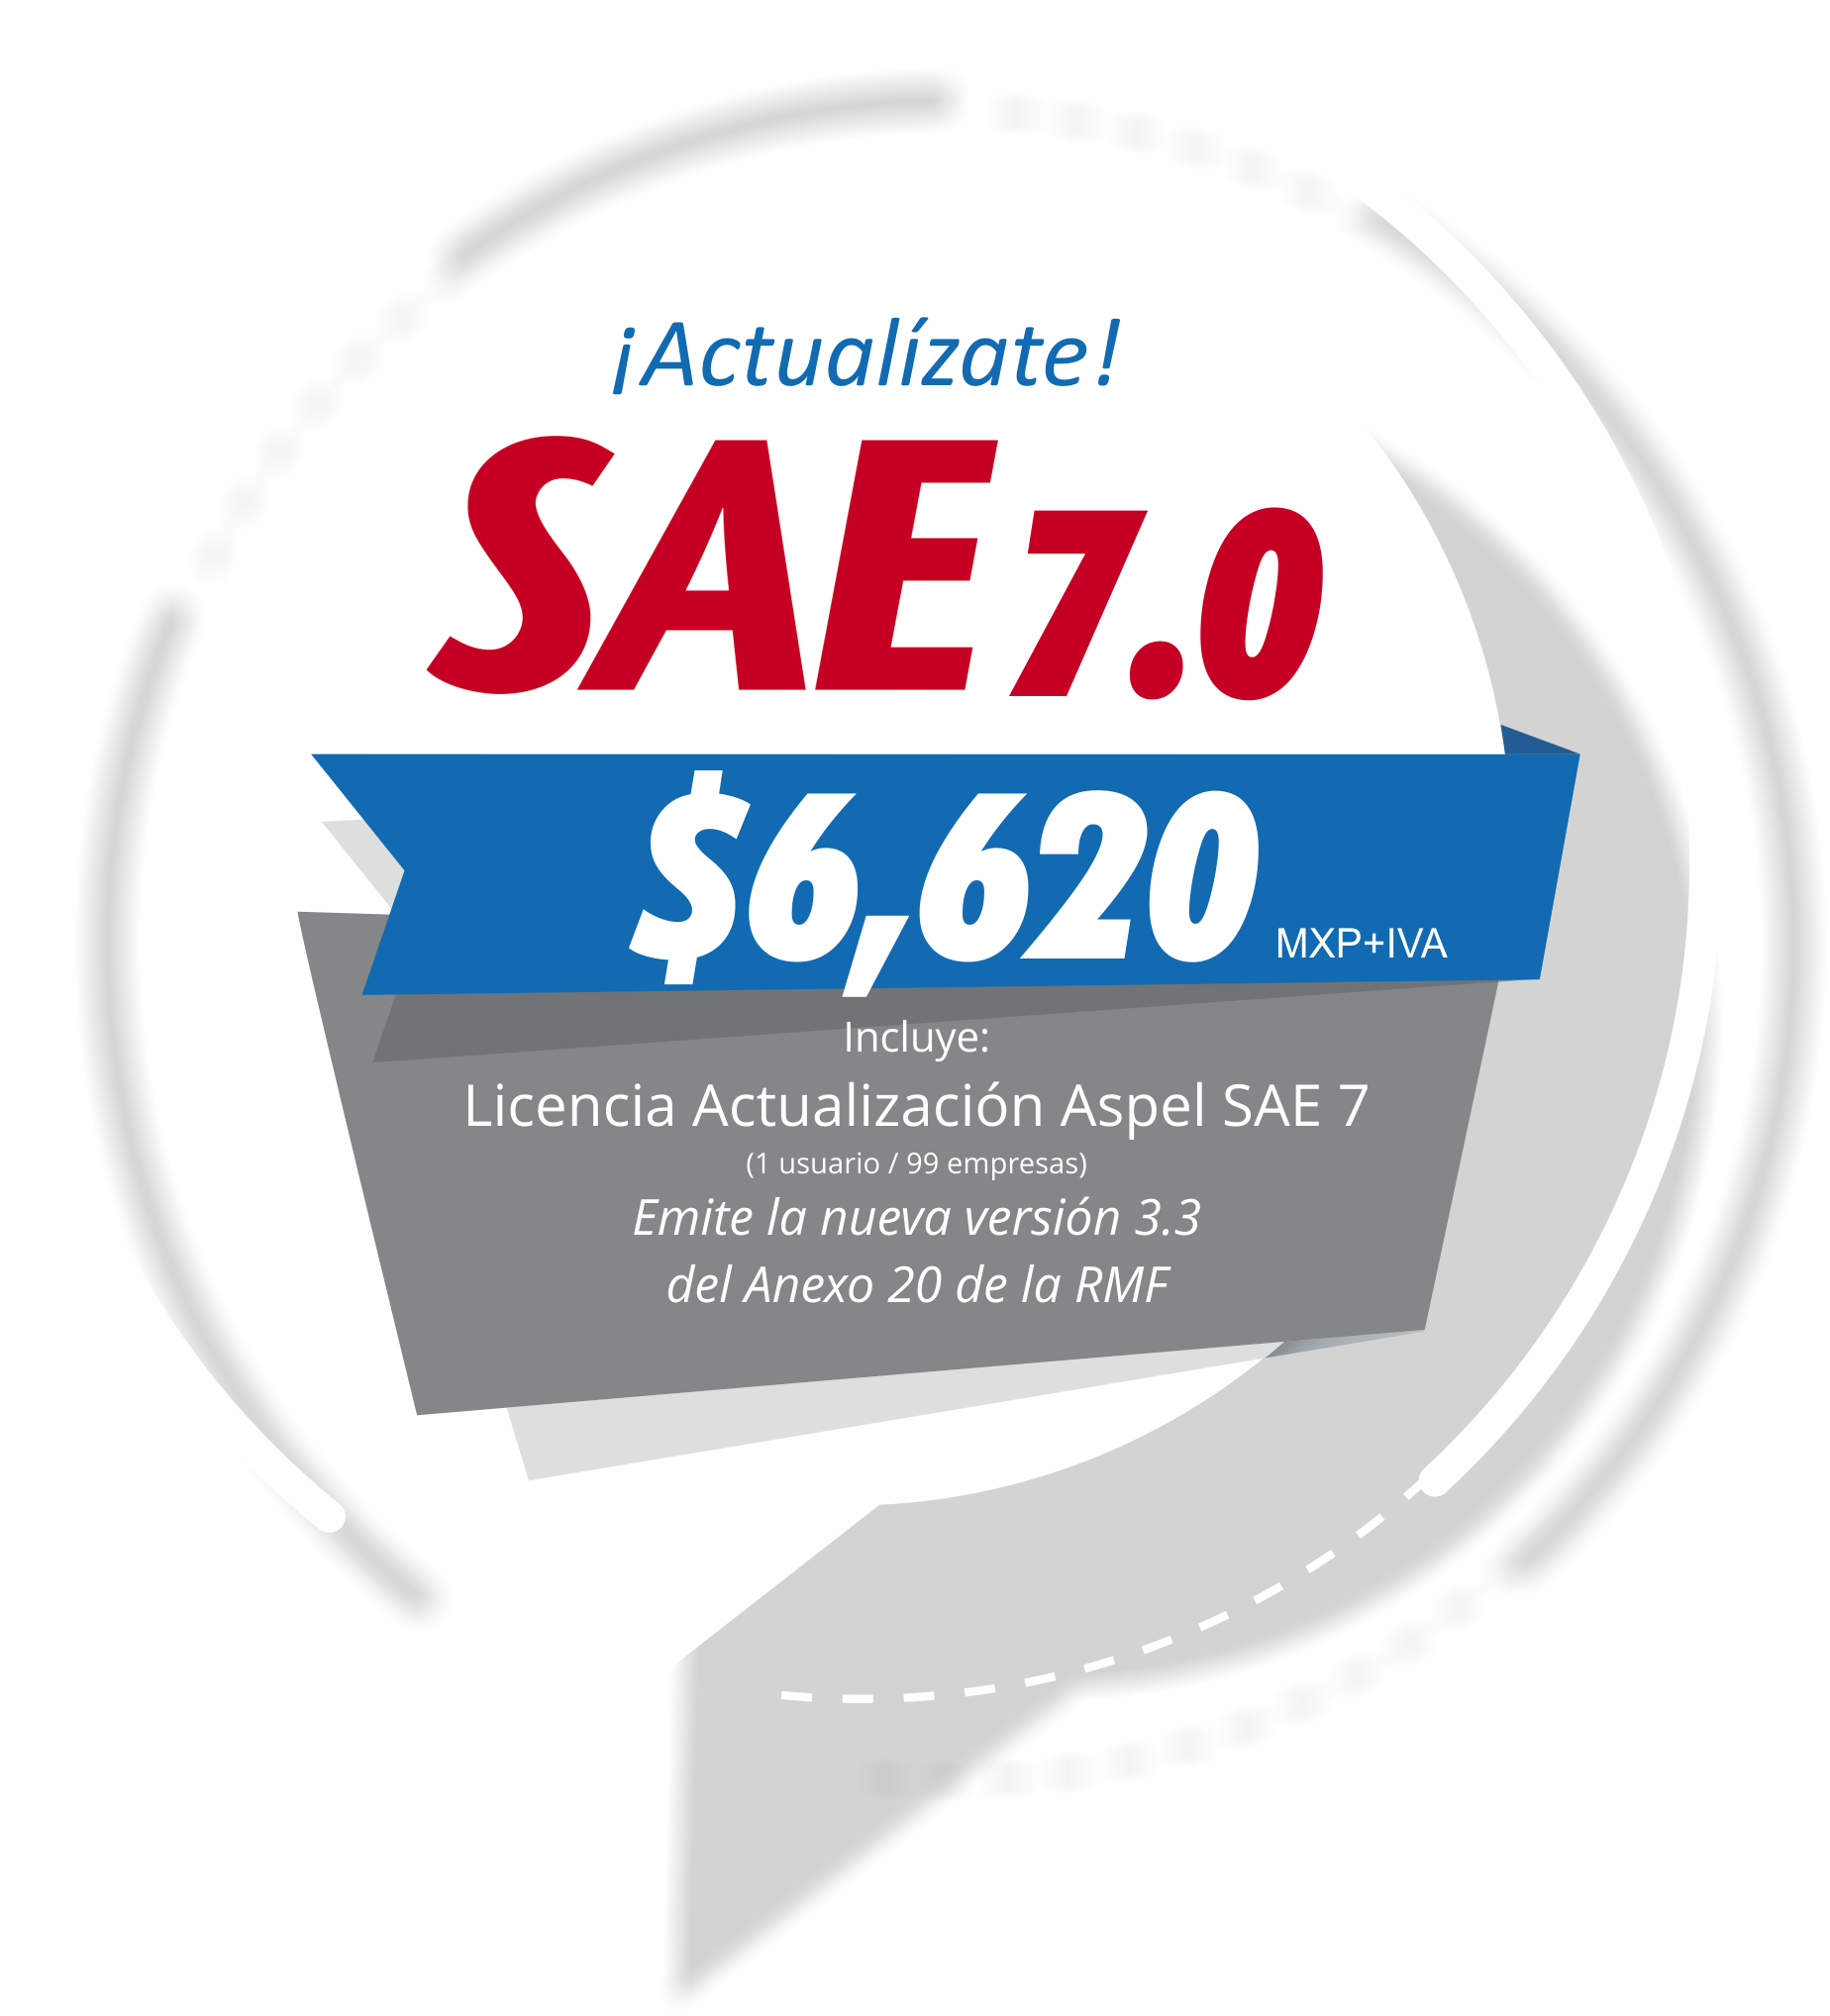 ¡Actualízate!
SAE 7.0
$6,620 MXP+IVA
Incluye:
Licencia Actualización Aspel SAE 7
(1 usuario / 99 empresas)
Emite la nueva versión 3.3
del Anexo 20 de la RMF